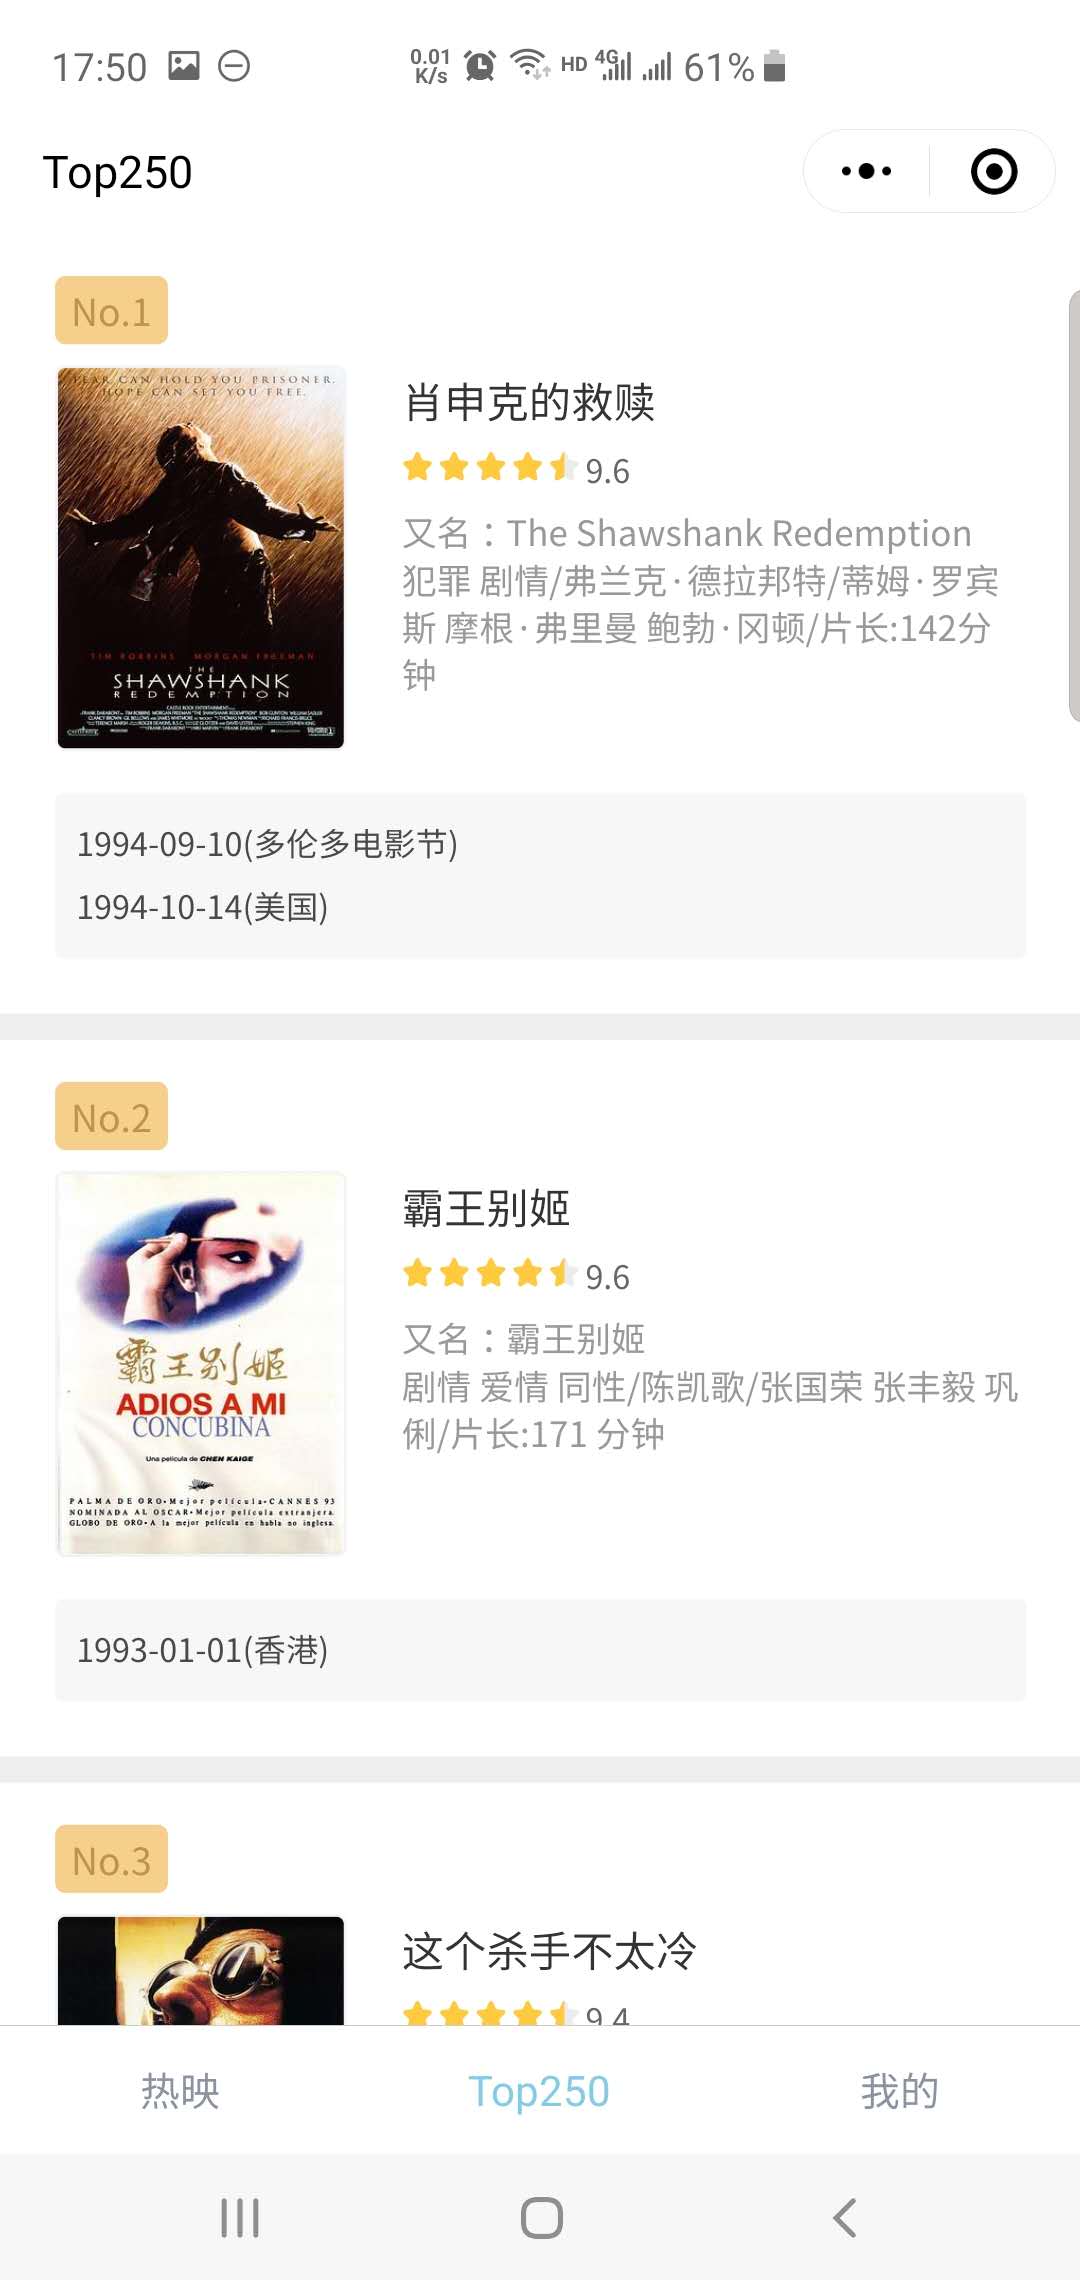 17:50
0.01 K/s
HD 4G 61%
Top250
No.1
FEAR CAN HOLD YOU PRISONER.
HOPE CAN SET YOU FREE.
TIM ROBBINS MORGAN FREEMAN
THE
SHAWSHANK
REDEMPTION
肖申克的救赎
9.6
又名：The Shawshank Redemption
犯罪 剧情/弗兰克·德拉邦特/蒂姆·罗宾
斯 摩根·弗里曼 鲍勃·冈顿/片长:142分
钟
1994-09-10(多伦多电影节)
1994-10-14(美国)
No.2
霸王别姬
ADIOS A MI
CONCUBINA
Una película de CHEN KAIGE
PALMA DE ORO•Mejor película•CANNES 93
NOMINADA AL OSCAR•Mejor película extranjera.
GLOBO DE ORO•A la mejor película en habla no inglesa.
霸王别姬
9.6
又名：霸王别姬
剧情 爱情 同性/陈凯歌/张国荣 张丰毅 巩
俐/片长:171 分钟
1993-01-01(香港)
No.3
这个杀手不太冷
9.4
热映
Top250
我的